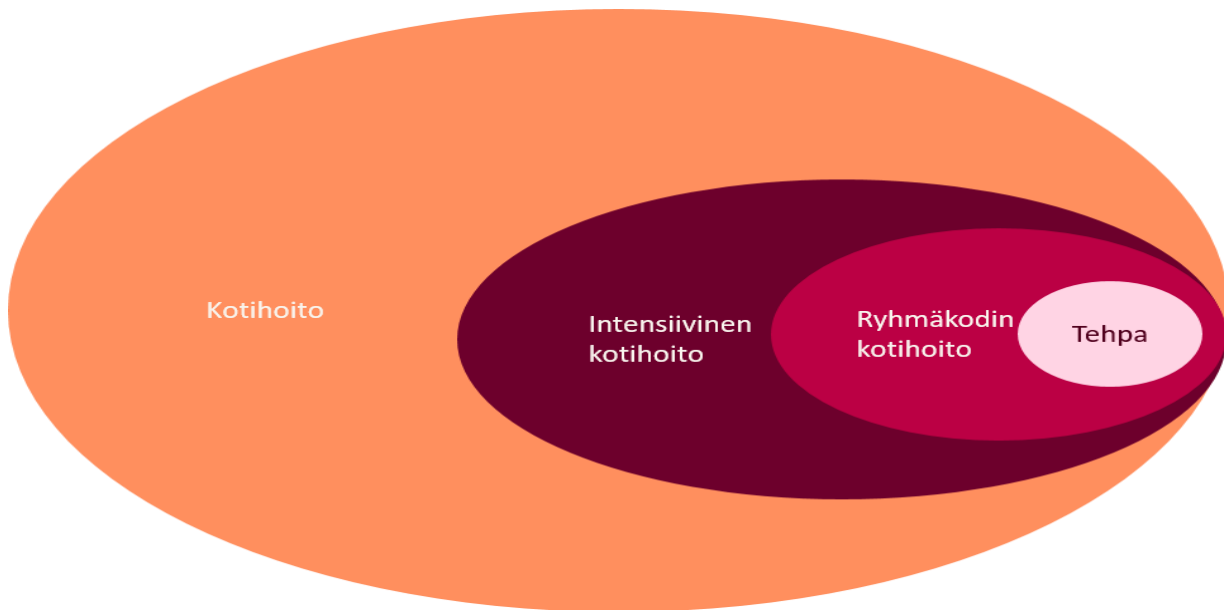 Kotihoito
Intensiivinen
kotihoito
Ryhmäkodin
kotihoito
Tehpa